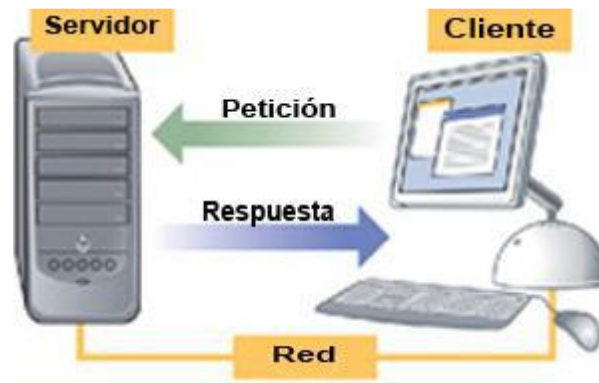 Servidor
Cliente
Petición
Respuesta
Red